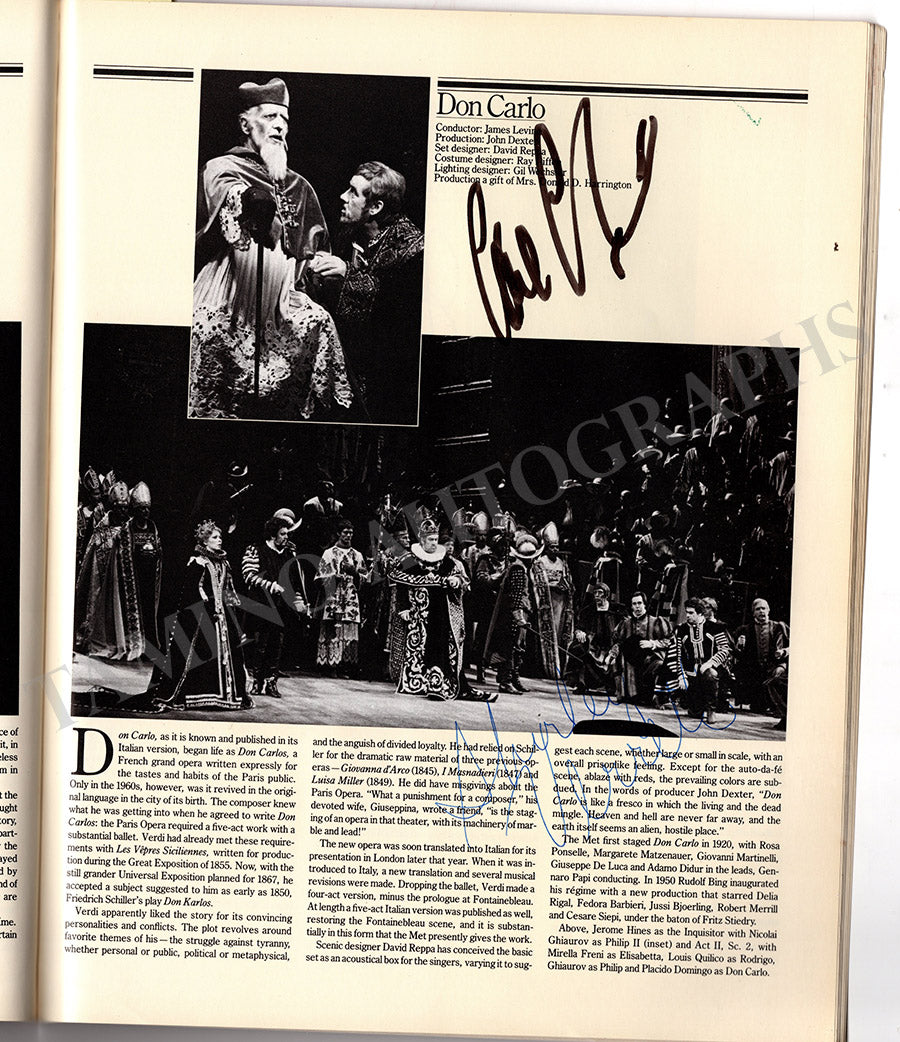 Don Carlo
Conductor: James Levine
Production: John Dexter
Set designer: David Reppa
Costume designer: Ray Diffen
Lighting designer: Gil Wechsler
Production a gift of Mrs. Donald D. Harrington
TAMINO AUTOGRAPHS
Don Carlo, as it is known and published in its
Italian version, began life as Don Carlos, a
French grand opera written expressly for
the tastes and habits of the Paris public.
Only in the 1960s, however, was it revived in the origi-
nal language in the city of its birth. The composer knew
what he was getting into when he agreed to write Don
Carlos: the Paris Opera required a five-act work with a
substantial ballet. Verdi had already met these require-
ments with Les Vêpres Siciliennes, written for produc-
tion during the Great Exposition of 1855. Now, with the
still grander Universal Exposition planned for 1867, he
accepted a subject suggested to him as early as 1850,
Friedrich Schiller's play Don Karlos.
Verdi apparently liked the story for its convincing
personalities and conflicts. The plot revolves around
favorite themes of his—the struggle against tyranny,
whether personal or public, political or metaphysical,
and the anguish of divided loyalty. He had relied on Schil-
ler for the dramatic raw material of three previous op-
eras—Giovanna d'Arco (1845), I Masnadieri (1847) and
Luisa Miller (1849). He did have misgivings about the
Paris Opera. "What a punishment for a composer," his
devoted wife, Giuseppina, wrote a friend, "is the stag-
ing of an opera in that theater, with its machinery of mar-
ble and lead!"
The new opera was soon translated into Italian for its
presentation in London later that year. When it was in-
troduced to Italy, a new translation and several musical
revisions were made. Dropping the ballet, Verdi made a
four-act version, minus the prologue at Fontainebleau.
At length a five-act Italian version was published as well,
restoring the Fontainebleau scene, and it is substan-
tially in this form that the Met presently gives the work.
Scenic designer David Reppa has conceived the basic
set as an acoustical box for the singers, varying it to sug-
gest each scene, whether large or small in scale, with an
overall prisonlike feeling. Except for the auto-da-fé
scene, ablaze with reds, the prevailing colors are sub-
dued. In the words of producer John Dexter, "Don
Carlo is like a fresco in which the living and the dead
mingle. Heaven and hell are never far away, and the
earth itself seems an alien, hostile place."
The Met first staged Don Carlo in 1920, with Rosa
Ponselle, Margarete Matzenauer, Giovanni Martinelli,
Giuseppe De Luca and Adamo Didur in the leads, Gen-
naro Papi conducting. In 1950 Rudolf Bing inaugurated
his régime with a new production that starred Delia
Rigal, Fedora Barbieri, Jussi Bjoerling, Robert Merrill
and Cesare Siepi, under the baton of Fritz Stiedry.
Above, Jerome Hines as the Inquisitor with Nicolai
Ghiaurov as Philip II (inset) and Act II, Sc. 2, with
Mirella Freni as Elisabetta, Louis Quilico as Rodrigo,
Ghiaurov as Philip and Placido Domingo as Don Carlo.